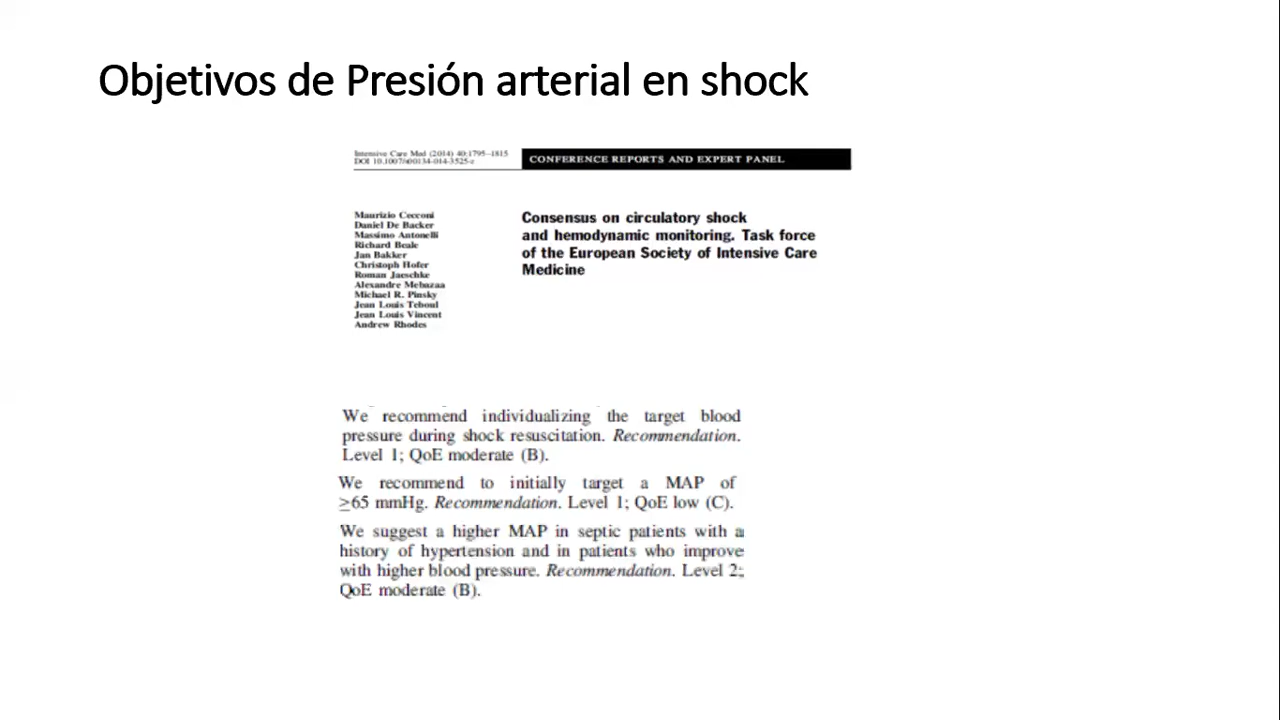 Objetivos de Presión arterial en shock
Intensive Care Med (2014) 40:1795–1815
DOI 10.1007/s00134-014-3525-z
CONFERENCE REPORTS AND EXPERT PANEL
Maurizio Cecconi
Daniel De Backer
Massimo Antonelli
Richard Beale
Jan Bakker
Christoph Hofer
Roman Jaeschke
Alexandre Mebazaa
Michael R. Pinsky
Jean Louis Teboul
Jean Louis Vincent
Andrew Rhodes
Consensus on circulatory shock
and hemodynamic monitoring. Task force
of the European Society of Intensive Care
Medicine
We recommend individualizing the target blood
pressure during shock resuscitation. Recommendation.
Level 1; QoE moderate (B).
We recommend to initially target a MAP of
≥65 mmHg. Recommendation. Level 1; QoE low (C).
We suggest a higher MAP in septic patients with a
history of hypertension and in patients who improve
with higher blood pressure. Recommendation. Level 2;
QoE moderate (B).